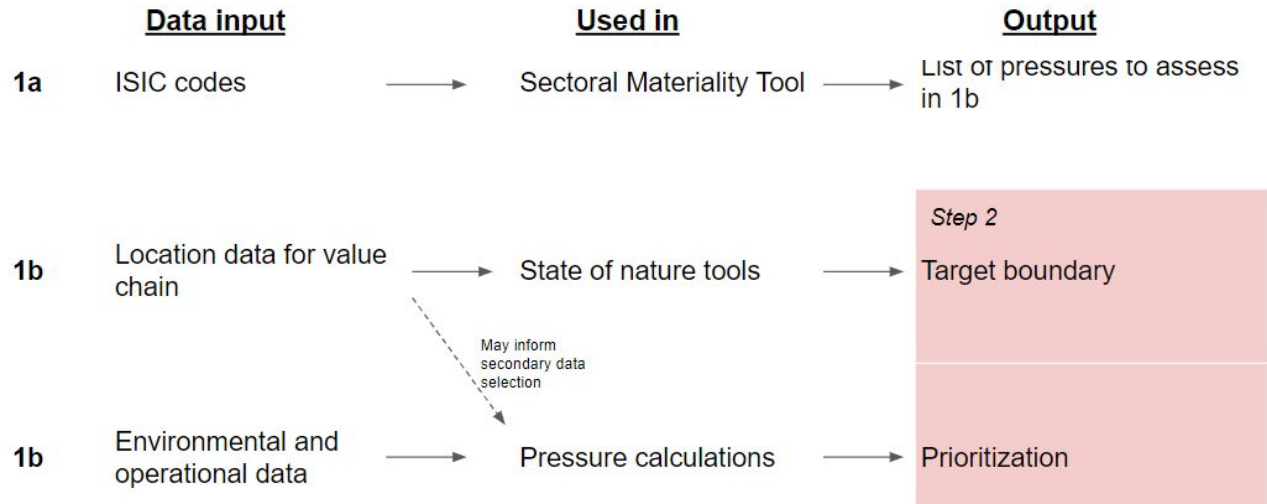 Data input Used in Output
1a ISIC codes Sectoral Materiality Tool List of pressures to assess
in 1b
Step 2
1b Location data for value
chain State of nature tools Target boundary
May inform
secondary data
selection
1b Environmental and
operational data Pressure calculations Prioritization